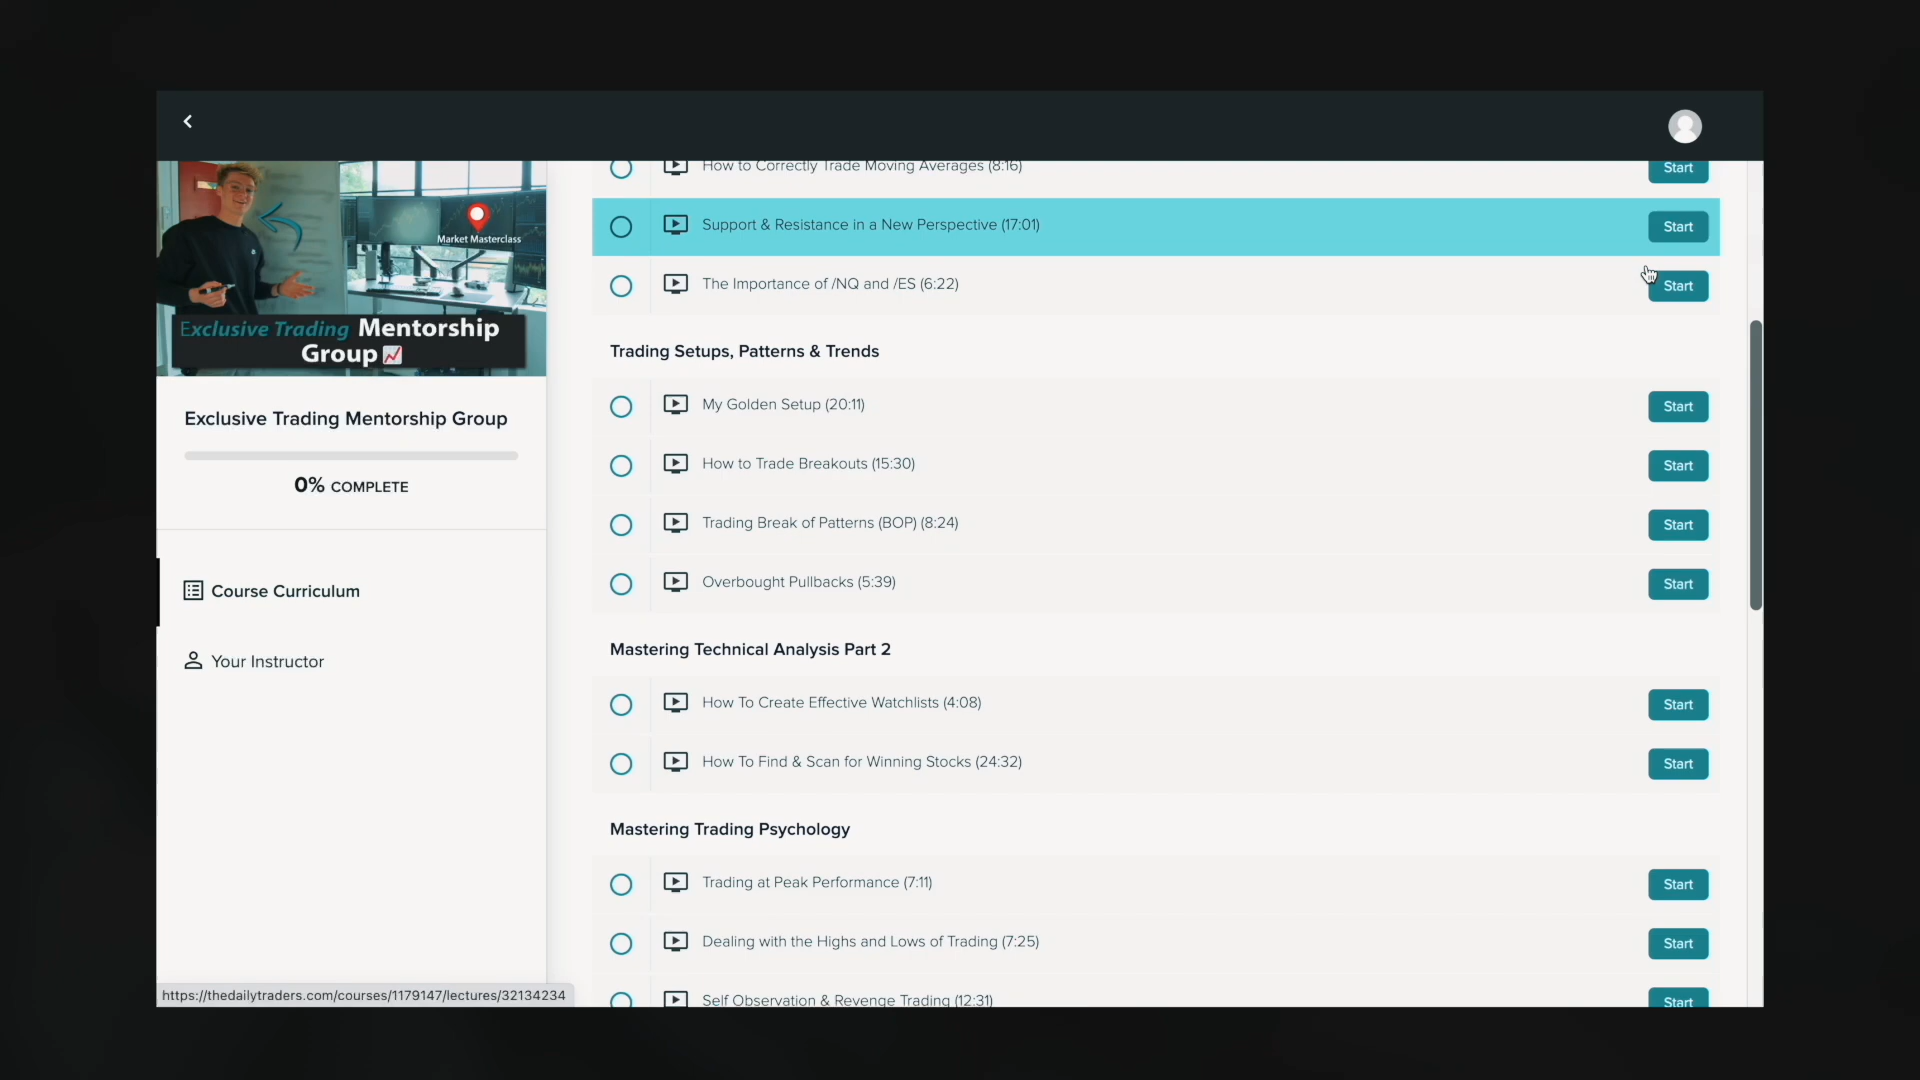 Market Masterclass
Exclusive Trading Mentorship
Group
Exclusive Trading Mentorship Group
0% COMPLETE
Course Curriculum
Your Instructor
https://thedailytraders.com/courses/1179147/lectures/32134234
How to Correctly Trade Moving Averages (8:16)
Start
Support & Resistance in a New Perspective (17:01)
Start
The Importance of /NQ and /ES (6:22)
Start
Trading Setups, Patterns & Trends
My Golden Setup (20:11)
Start
How to Trade Breakouts (15:30)
Start
Trading Break of Patterns (BOP) (8:24)
Start
Overbought Pullbacks (5:39)
Start
Mastering Technical Analysis Part 2
How To Create Effective Watchlists (4:08)
Start
How To Find & Scan for Winning Stocks (24:32)
Start
Mastering Trading Psychology
Trading at Peak Performance (7:11)
Start
Dealing with the Highs and Lows of Trading (7:25)
Start
Self Observation & Revenge Trading (12:31)
Start